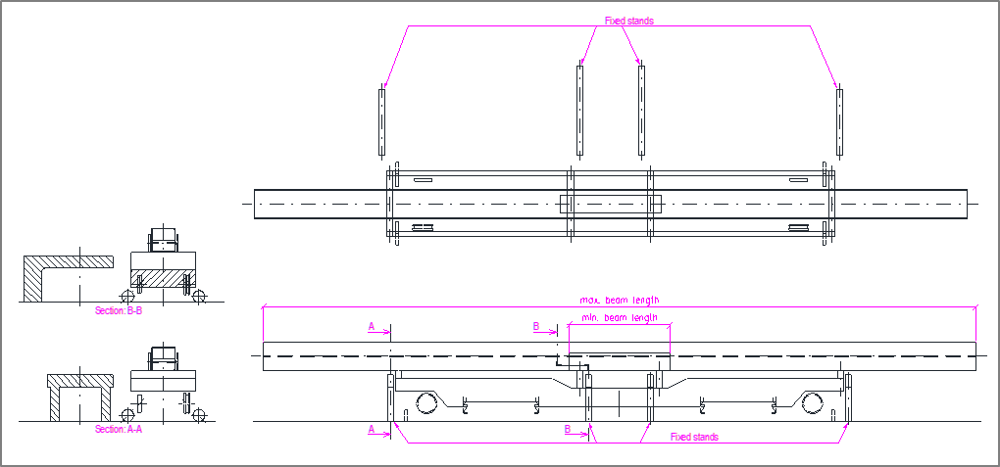 Fixed stands
max. beam length
Section: B-B
min. beam length
A
B
Section: A-A
A
B
Fixed stands